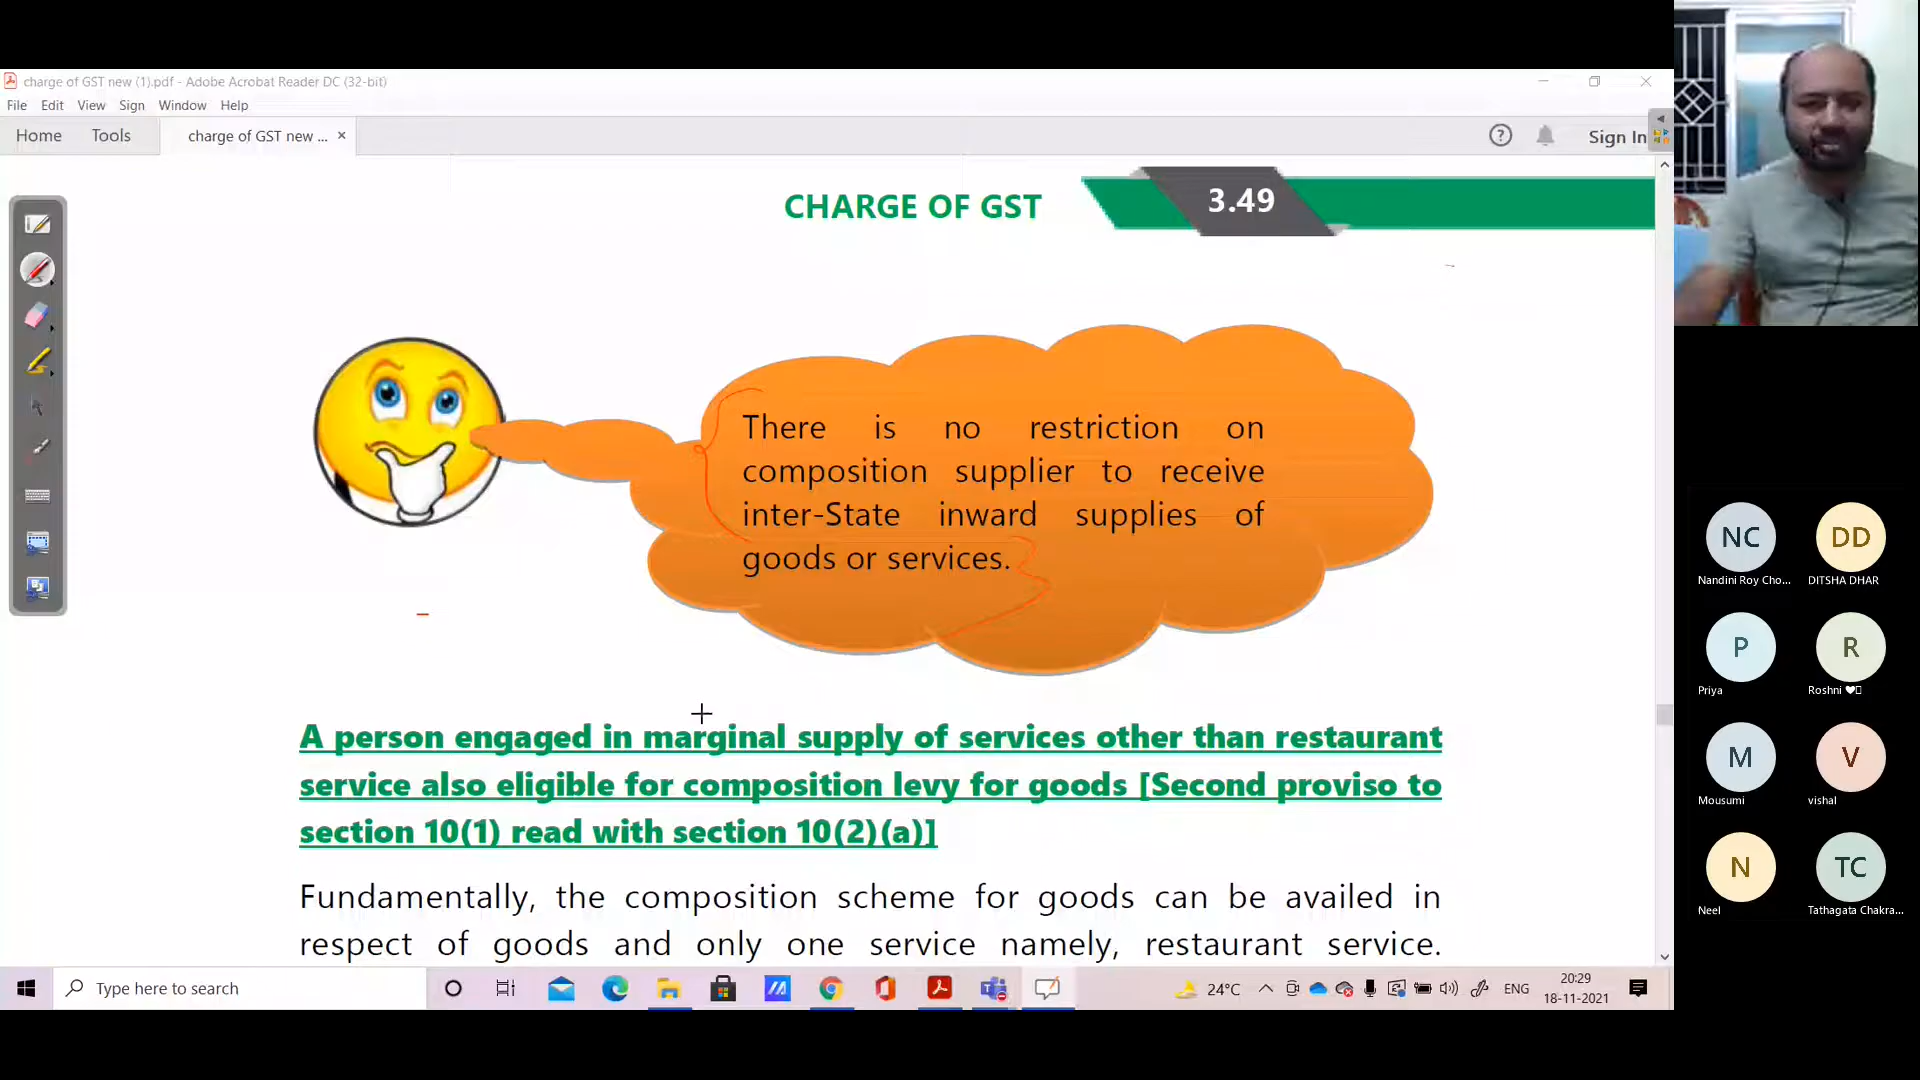 charge of GST new (1).pdf - Adobe Acrobat Reader DC (32-bit)
File Edit View Sign Window Help
Home Tools charge of GST new ... × Sign In
CHARGE OF GST 3.49
There is no restriction on
composition supplier to receive
inter-State inward supplies of
goods or services.
A person engaged in marginal supply of services other than restaurant
service also eligible for composition levy for goods [Second proviso to
section 10(1) read with section 10(2)(a)]
Fundamentally, the composition scheme for goods can be availed in
respect of goods and only one service namely, restaurant service.
Type here to search
24°C
ENG
20:29
18-11-2021
NC DD
Nandini Roy Cho... DITSHA DHAR
P R
Priya Roshni
M V
Mousumi vishal
N TC
Neel Tathagata Chakra...